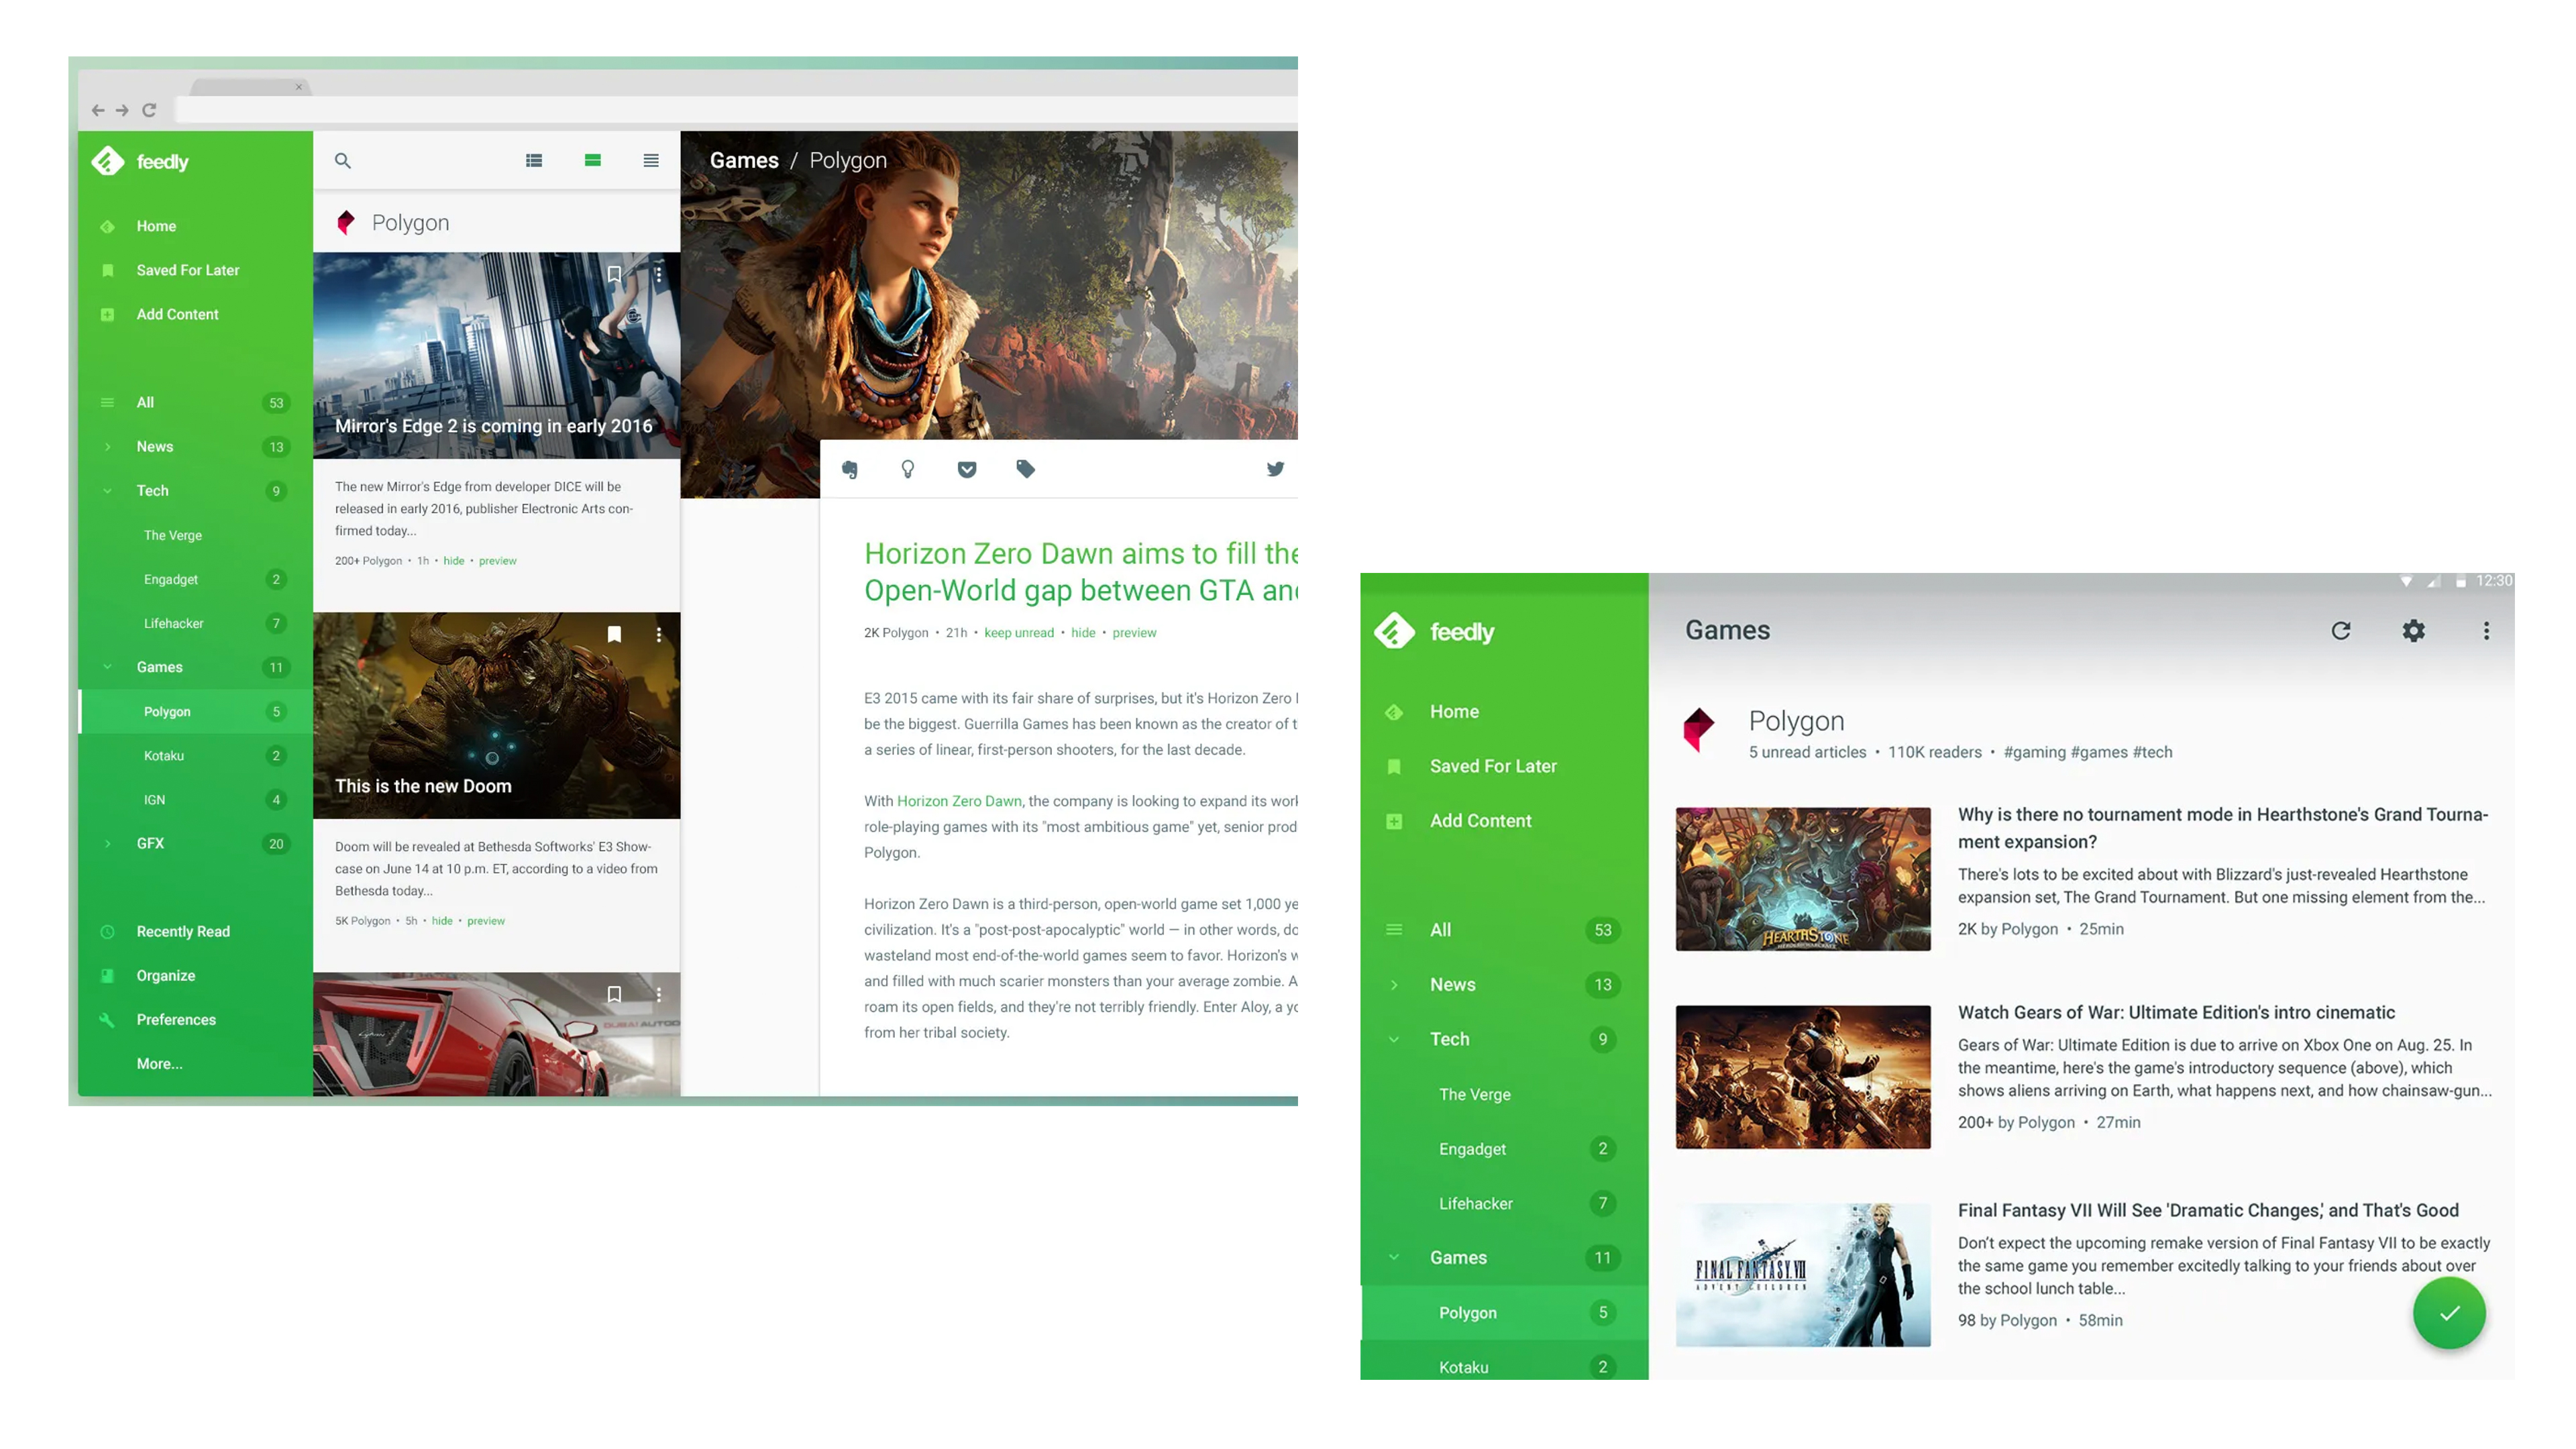 feedly
Home
Saved For Later
Add Content
All 53
News 13
Tech 9
The Verge
Engadget 2
Lifehacker 7
Games 11
Polygon 5
Kotaku 2
IGN 4
GFX 20
Recently Read
Organize
Preferences
More...
Polygon
Mirror's Edge 2 is coming in early 2016
The new Mirror's Edge from developer DICE will be
released in early 2016, publisher Electronic Arts con-
firmed today...
200+ Polygon • 1h • hide • preview
This is the new Doom
Doom will be revealed at Bethesda Softworks' E3 Show-
case on June 14 at 10 p.m. ET, according to a video from
Bethesda today...
5K Polygon • 5h • hide • preview
Games / Polygon
Horizon Zero Dawn aims to fill the
Open-World gap between GTA and
2K Polygon • 21h • keep unread • hide • preview
E3 2015 came with its fair share of surprises, but it's Horizon Zero
be the biggest. Guerrilla Games has been known as the creator of
a series of linear, first-person shooters, for the last decade.
With Horizon Zero Dawn, the company is looking to expand its
role-playing games with its "most ambitious game" yet, senior
Polygon.
Horizon Zero Dawn is a third-person, open-world game set 1,000
civilization. It's a "post-post-apocalyptic" world — in other words,
wasteland most end-of-the-world games seem to favor. Horizon's
and filled with much scarier monsters than your average zombie. A
roam its open fields, and they're not terribly friendly. Enter Aloy, a
from her tribal society.
feedly
Home
Saved For Later
Add Content
All 53
News 13
Tech 9
The Verge
Engadget 2
Lifehacker 7
Games 11
Polygon 5
Kotaku 2
12:30
Games
Polygon
5 unread articles • 110K readers • #gaming #games #tech
HEARTHSTONE
Why is there no tournament mode in Hearthstone's Grand Tourna-
ment expansion?
There's lots to be excited about with Blizzard's just-revealed Hearthstone
expansion set, The Grand Tournament. But one missing element from the...
2K by Polygon • 25min
Watch Gears of War: Ultimate Edition's intro cinematic
Gears of War: Ultimate Edition is due to arrive on Xbox One on Aug. 25. In
the meantime, here's the game's introductory sequence (above), which
shows aliens arriving on Earth, what happens next, and how chainsaw-gun...
200+ by Polygon • 27min
FINAL FANTASY VII
ADVENT CHILDREN
Final Fantasy VII Will See 'Dramatic Changes,' and That's Good
Don't expect the upcoming remake version of Final Fantasy VII to be exactly
the same game you remember excitedly talking to your friends about over
the school lunch table...
98 by Polygon • 58min